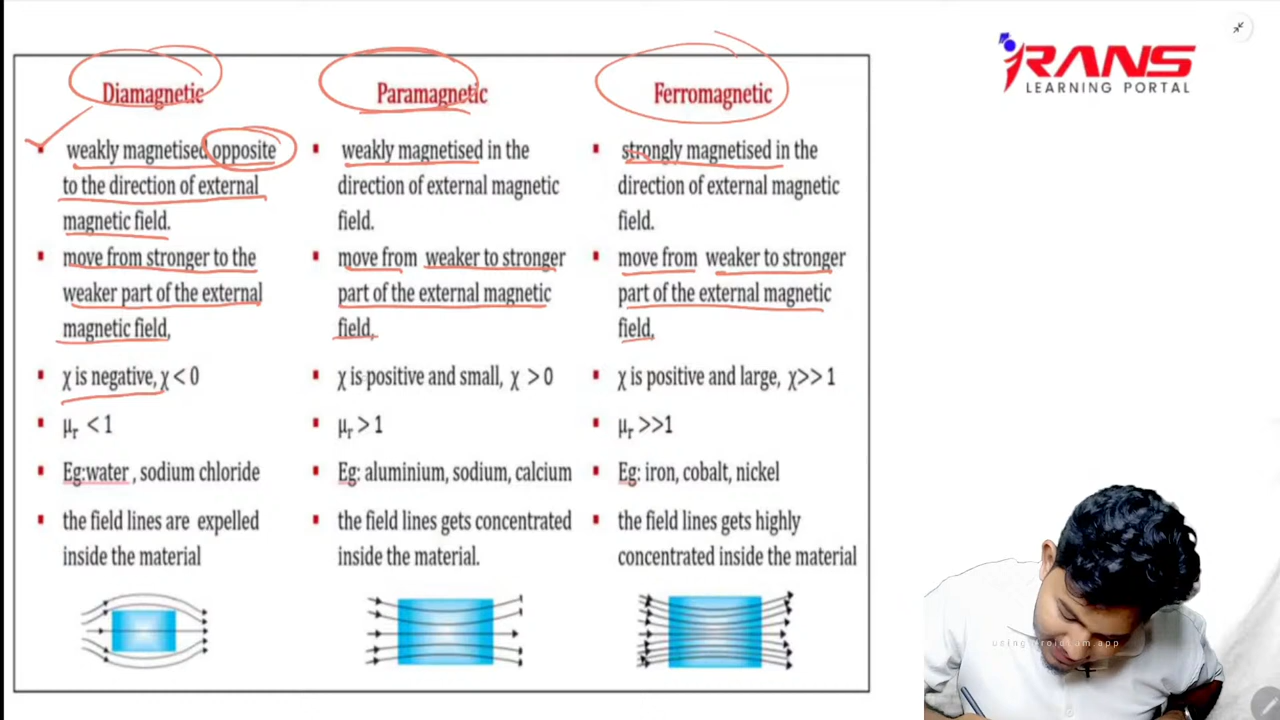 RANS
LEARNING PORTAL
Diamagnetic
weakly magnetised opposite
to the direction of external
magnetic field.
move from stronger to the
weaker part of the external
magnetic field,
χ is negative, χ < 0
μr < 1
Eg:water , sodium chloride
the field lines are expelled
inside the material
Paramagnetic
weakly magnetised in the
direction of external magnetic
field.
move from weaker to stronger
part of the external magnetic
field,
χ is positive and small, χ > 0
μr > 1
Eg: aluminium, sodium, calcium
the field lines gets concentrated
inside the material.
Ferromagnetic
strongly magnetised in the
direction of external magnetic
field.
move from weaker to stronger
part of the external magnetic
field,
χ is positive and large, χ>> 1
μr >>1
Eg: iron, cobalt, nickel
the field lines gets highly
concentrated inside the material